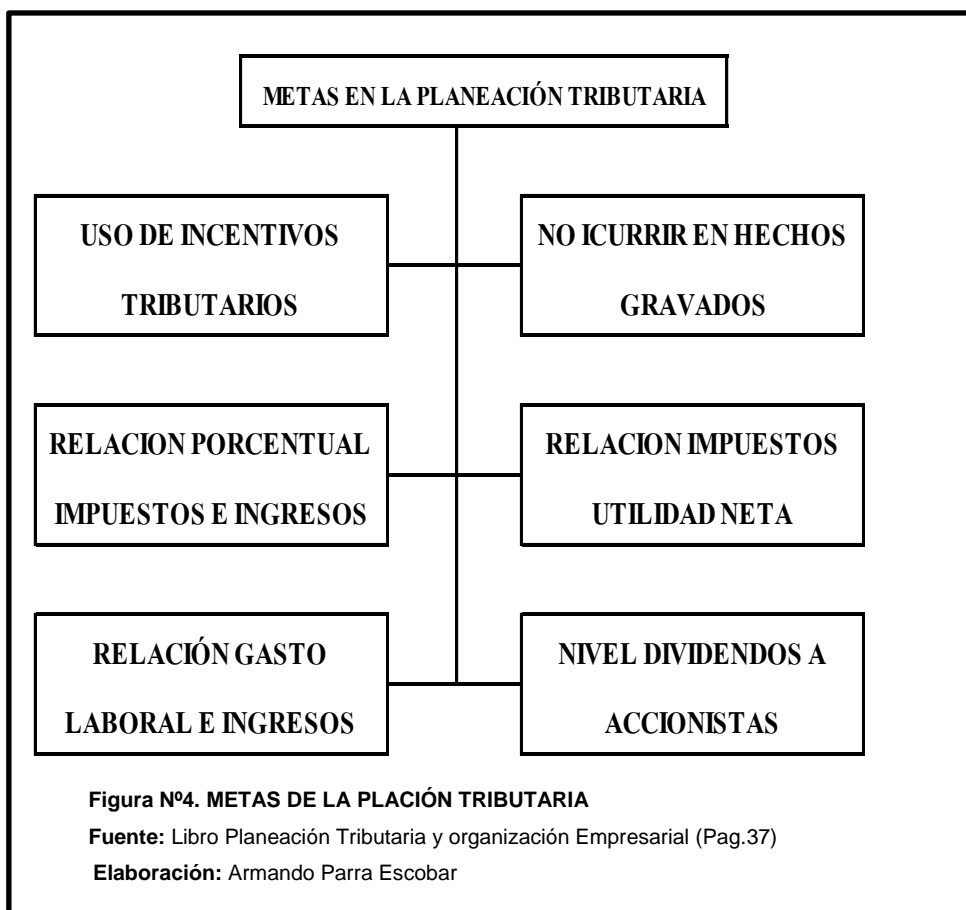 METAS EN LA PLANEACIÓN TRIBUTARIA
USO DE INCENTIVOS
TRIBUTARIOS
NO ICURRIR EN HECHOS
GRAVADOS
RELACION PORCENTUAL
IMPUESTOS E INGRESOS
RELACION IMPUESTOS
UTILIDAD NETA
RELACIÓN GASTO
LABORAL E INGRESOS
NIVEL DIVIDENDOS A
ACCIONISTAS
Figura Nº4. METAS DE LA PLACIÓN TRIBUTARIA
Fuente: Libro Planeación Tributaria y organización Empresarial (Pag.37)
Elaboración: Armando Parra Escobar